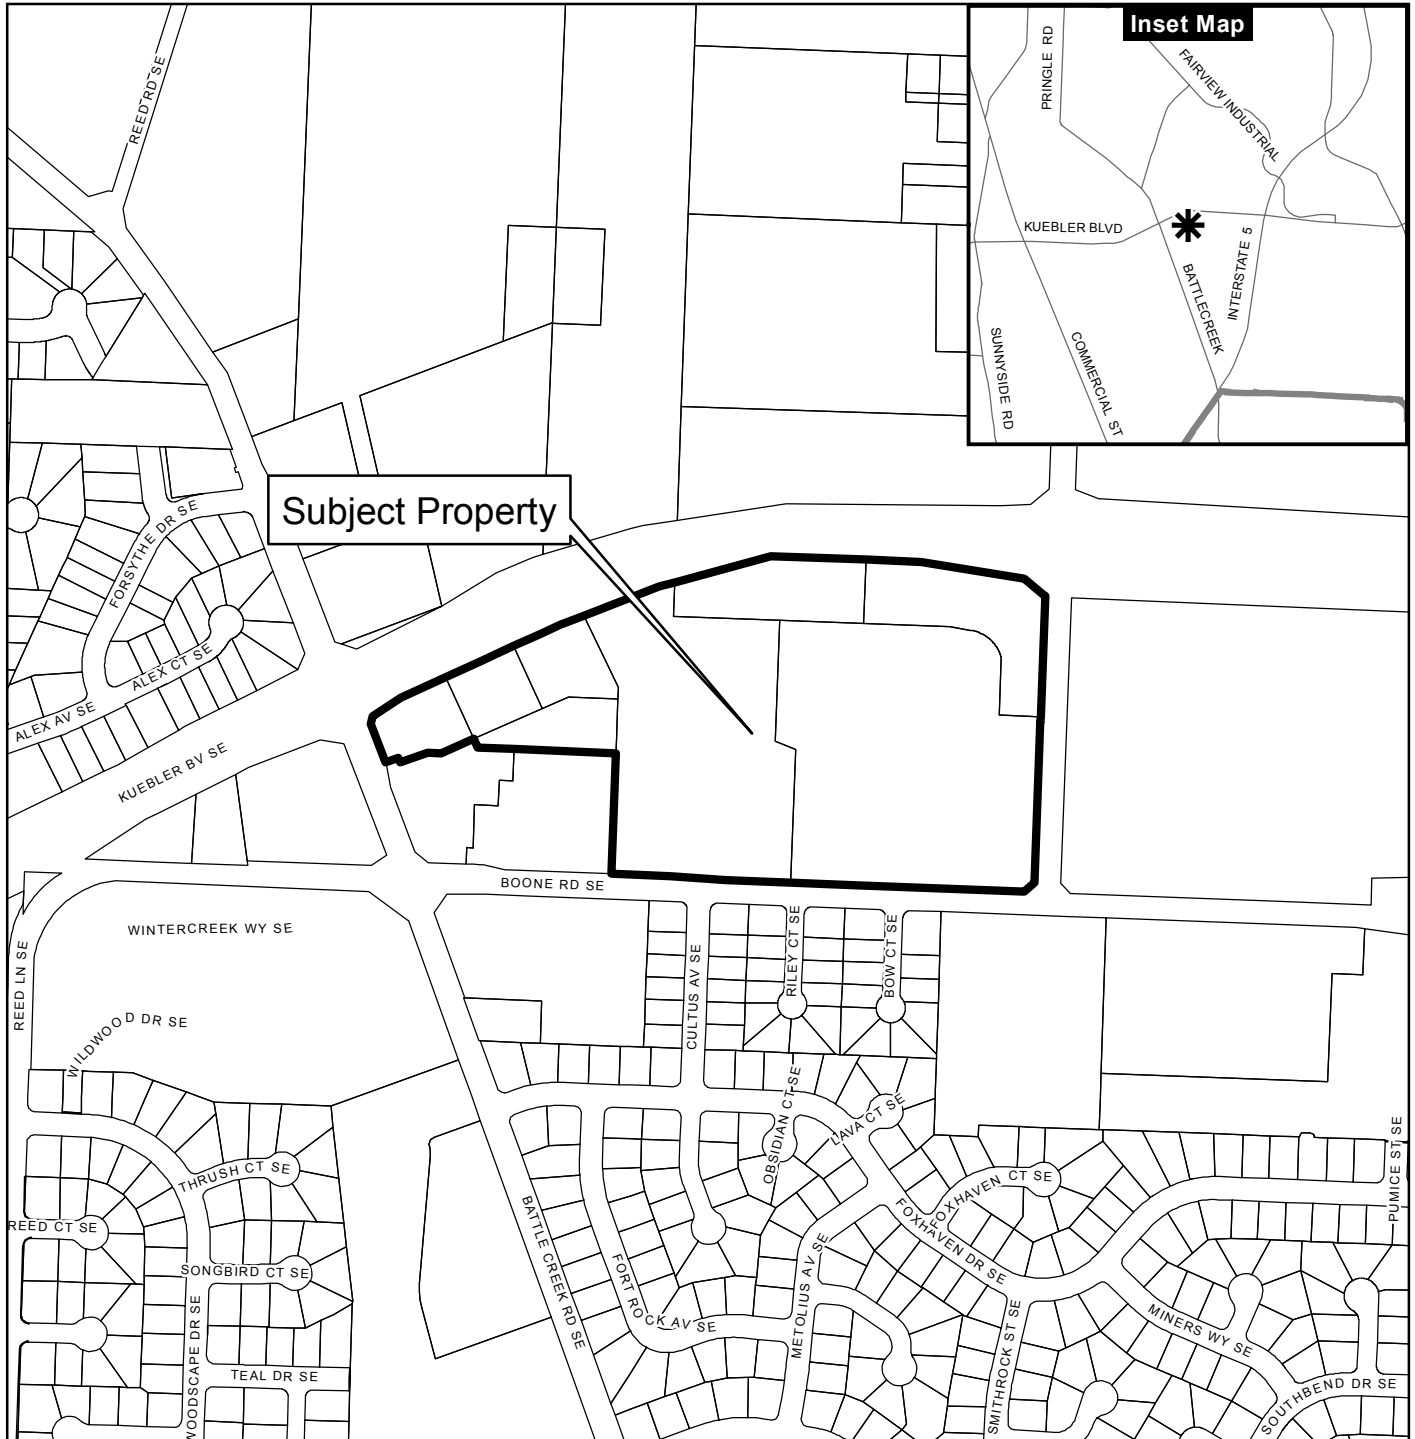 Inset Map
PRINGLE RD
FAIRVIEW INDUSTRIAL
KUEBLER BLVD
INTERSTATE 5
BATTLECREEK
SUNNYSIDE RD
COMMERCIAL ST
REED RD SE
Subject Property
FORSYTHE DR SE
ALEX CT SE
ALEX AV SE
KUEBLER BV SE
BOONE RD SE
WINTERCREEK WY SE
REED LN SE
WILDWOOD DR SE
CULTUS AV SE
RILEY CT SE
BOW CT SE
OBSIDIAN CT SE
LAVA CT SE
THRUSH CT SE
REED CT SE
SONGBIRD CT SE
WOODSCAPE DR SE
TEAL DR SE
BATTLE CREEK RD SE
FORT ROCK AV SE
METOLIUS AV SE
FOXHAVEN CT SE
FOXHAVEN DR SE
SMITHROCK ST SE
MINERS WY SE
PUMICE ST SE
SOUTHBEND DR SE